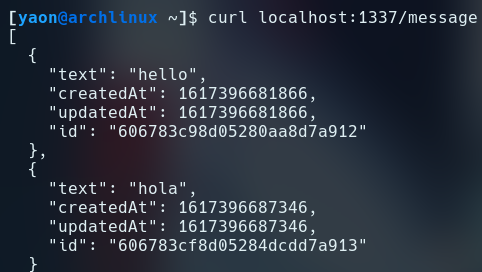 [yaon@archlinux ~]$ curl localhost:1337/message
[
  {
    "text": "hello",
    "createdAt": 1617396681866,
    "updatedAt": 1617396681866,
    "id": "606783c98d05280aa8d7a912"
  },
  {
    "text": "hola",
    "createdAt": 1617396687346,
    "updatedAt": 1617396687346,
    "id": "606783cf8d05284dcdd7a913"
  }